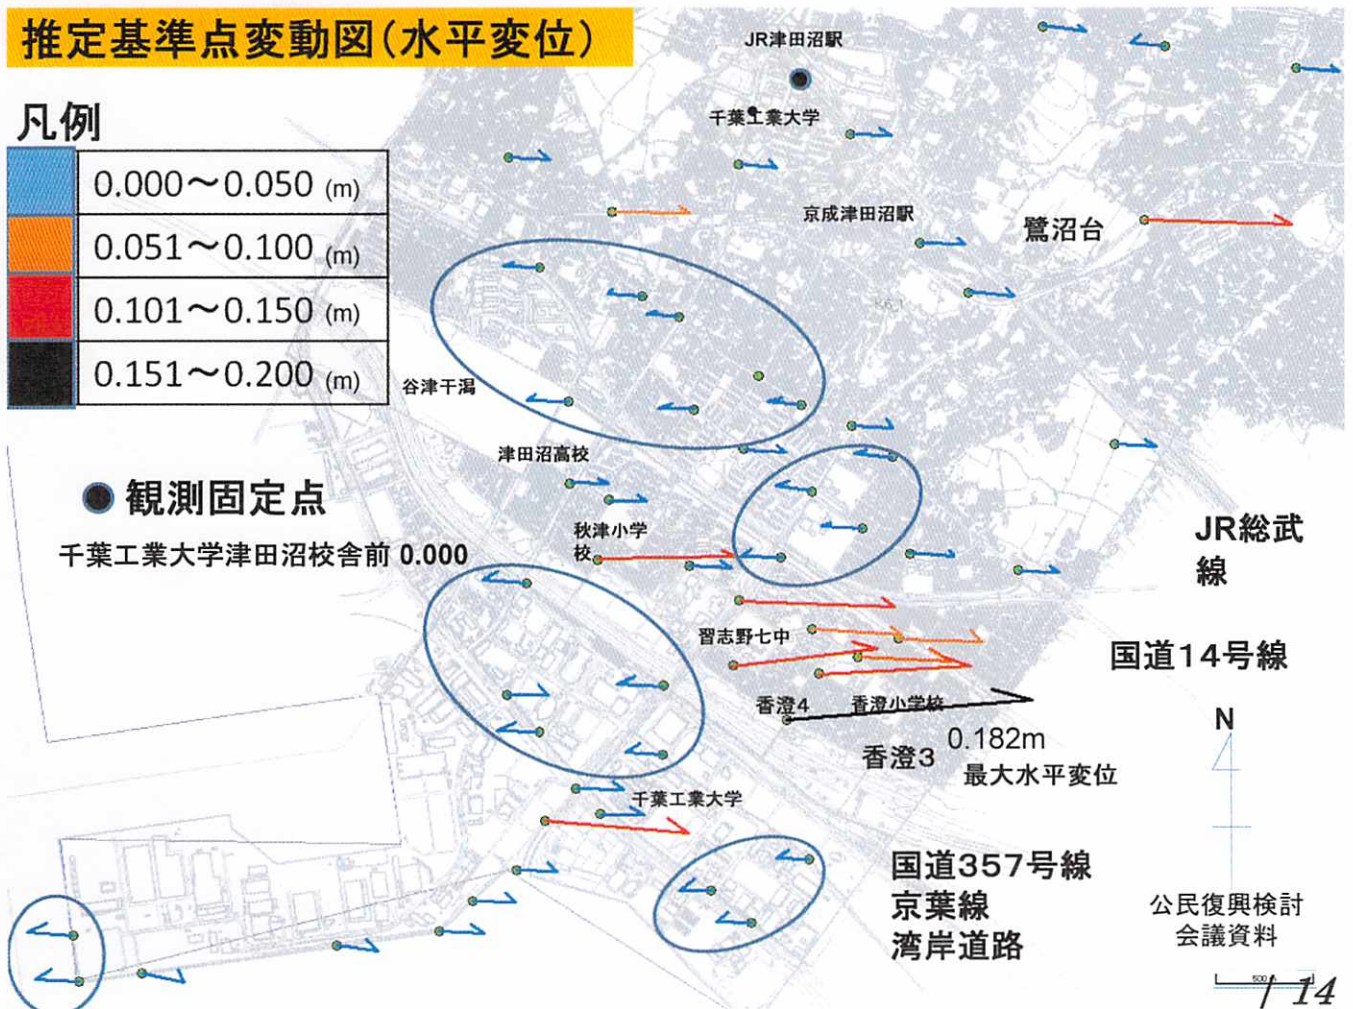 推定基準点変動図(水平変位)
凡例
0.000～0.050 (m)
0.051～0.100 (m)
0.101～0.150 (m)
0.151～0.200 (m)
JR津田沼駅
千葉工業大学
京成津田沼駅
鷺沼台
谷津干潟
津田沼高校
観測固定点
千葉工業大学津田沼校舎前 0.000
秋津小学
校
JR総武
線
習志野七中
国道14号線
香澄4
香澄小学校
香澄3
0.182m
最大水平変位
N
千葉工業大学
国道357号線
京葉線
湾岸道路
公民復興検討
会議資料
500 m
/ 14